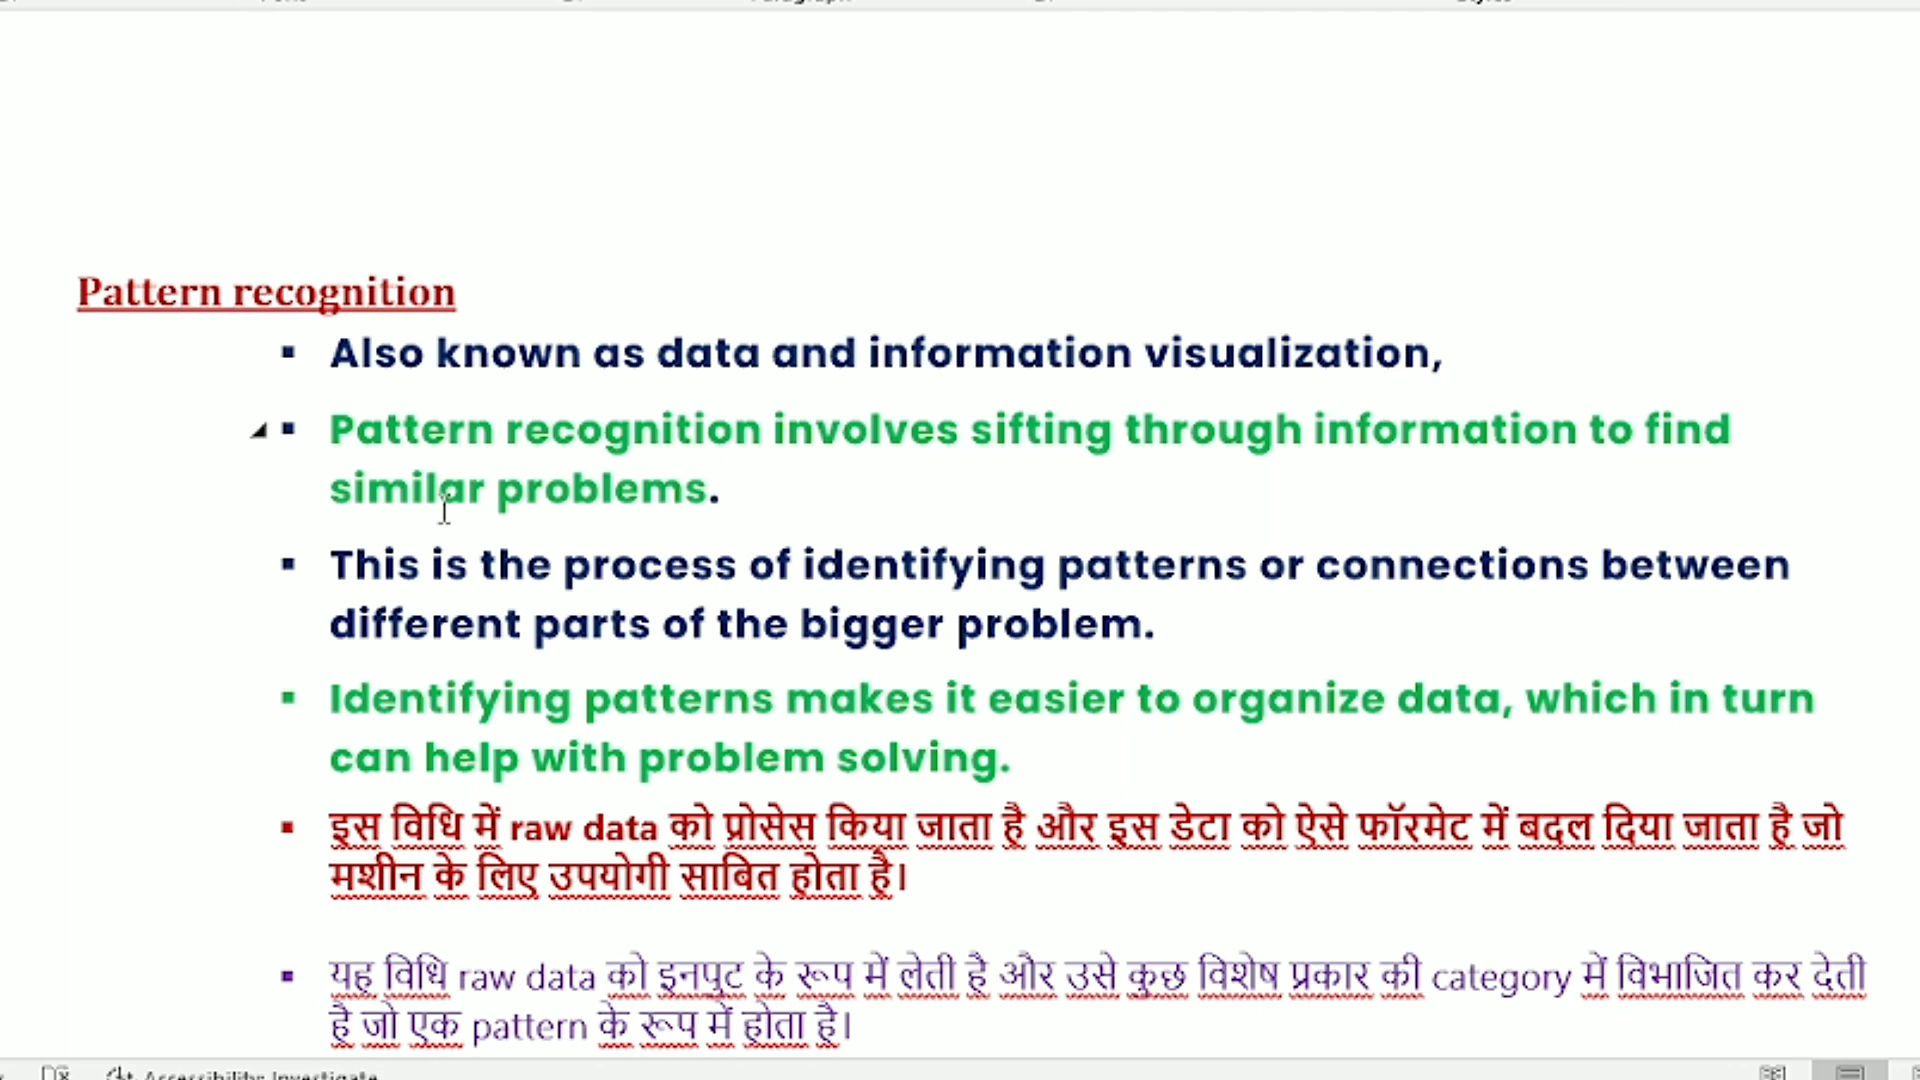 Pattern recognition
▪ Also known as data and information visualization,
▪ Pattern recognition involves sifting through information to find
similar problems.
▪ This is the process of identifying patterns or connections between
different parts of the bigger problem.
▪ Identifying patterns makes it easier to organize data, which in turn
can help with problem solving.
▪ इस विधि में raw data को प्रोसेस किया जाता है और इस डेटा को ऐसे फॉरमेट में बदल दिया जाता है जो
मशीन के लिए उपयोगी साबित होता है।
▪ यह विधि raw data को इनपुट के रूप में लेती है और उसे कुछ विशेष प्रकार की category में विभाजित कर देती
है जो एक pattern के रूप में होता है।
Accessibility: Investigate